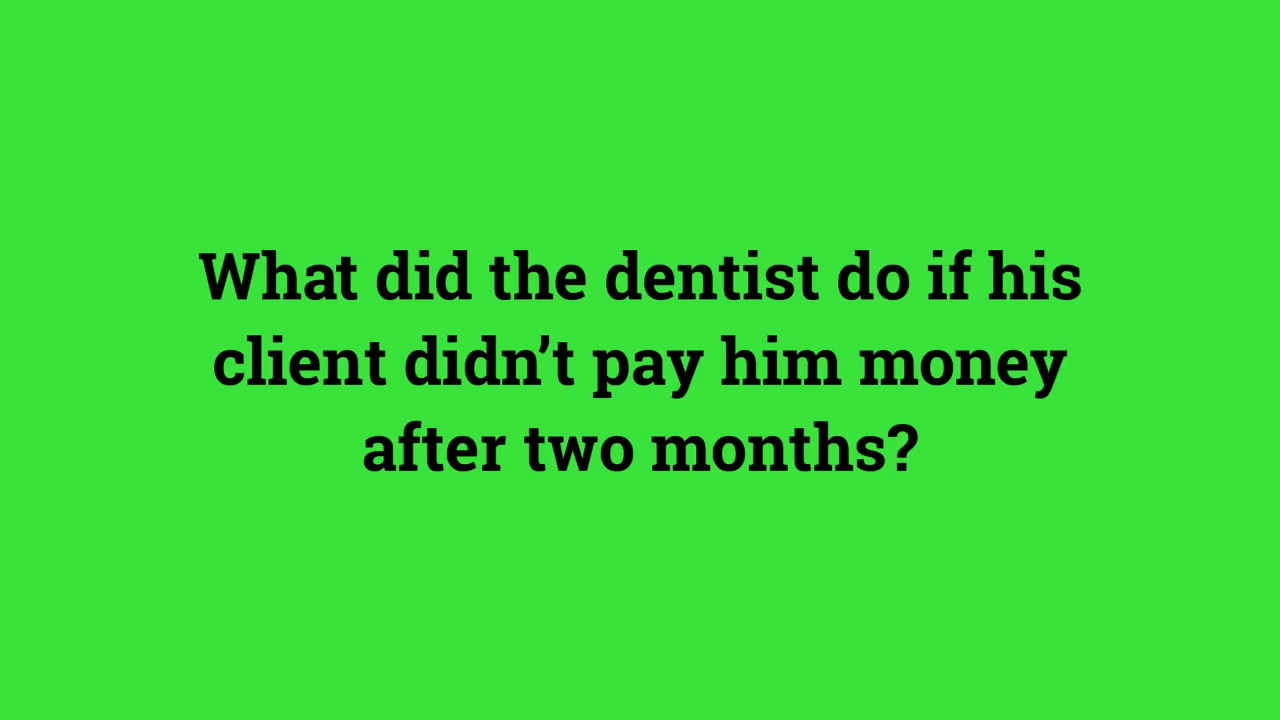 What did the dentist do if his
client didn’t pay him money
after two months?